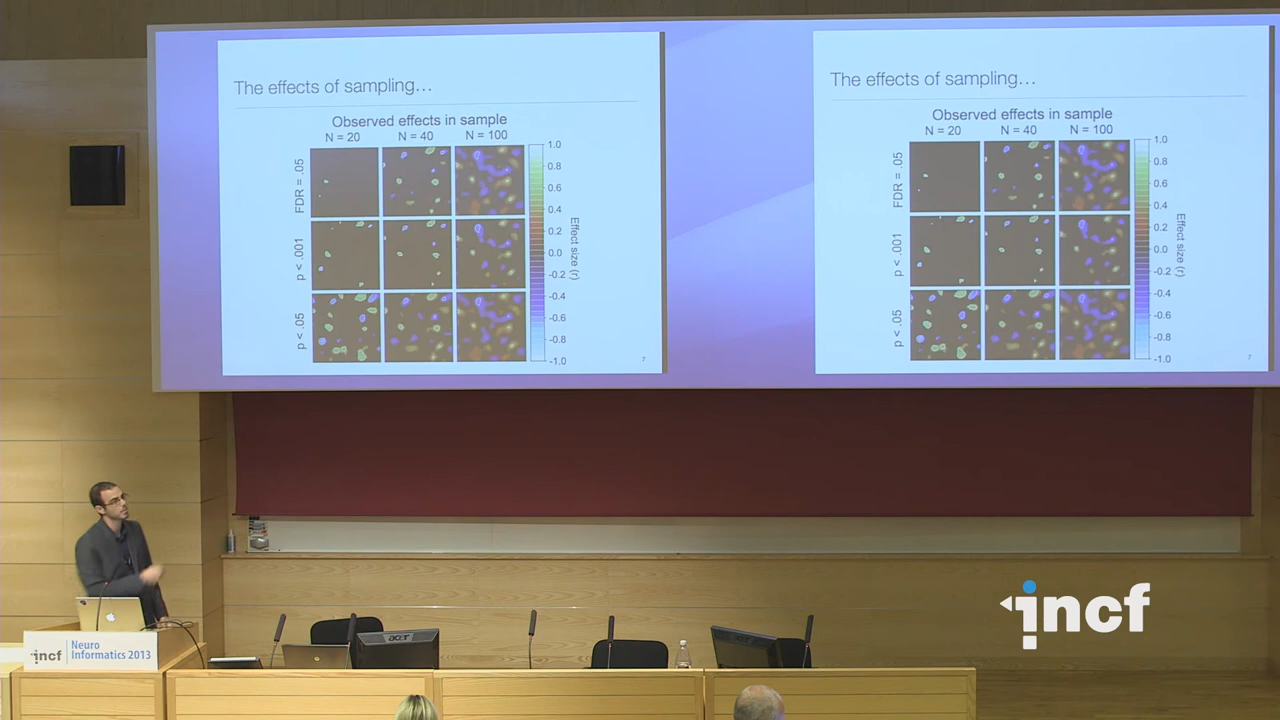 The effects of sampling…
Observed effects in sample
N = 20 N = 40 N = 100
FDR = .05
p < .001
p < .05
1.0
0.8
0.6
0.4
0.2
0.0
-0.2
-0.4
-0.6
-0.8
-1.0
Effect size (r)
7
The effects of sampling…
Observed effects in sample
N = 20 N = 40 N = 100
FDR = .05
p < .001
p < .05
1.0
0.8
0.6
0.4
0.2
0.0
-0.2
-0.4
-0.6
-0.8
-1.0
Effect size (r)
7
incf
Neuro
Informatics 2013
acer
incf